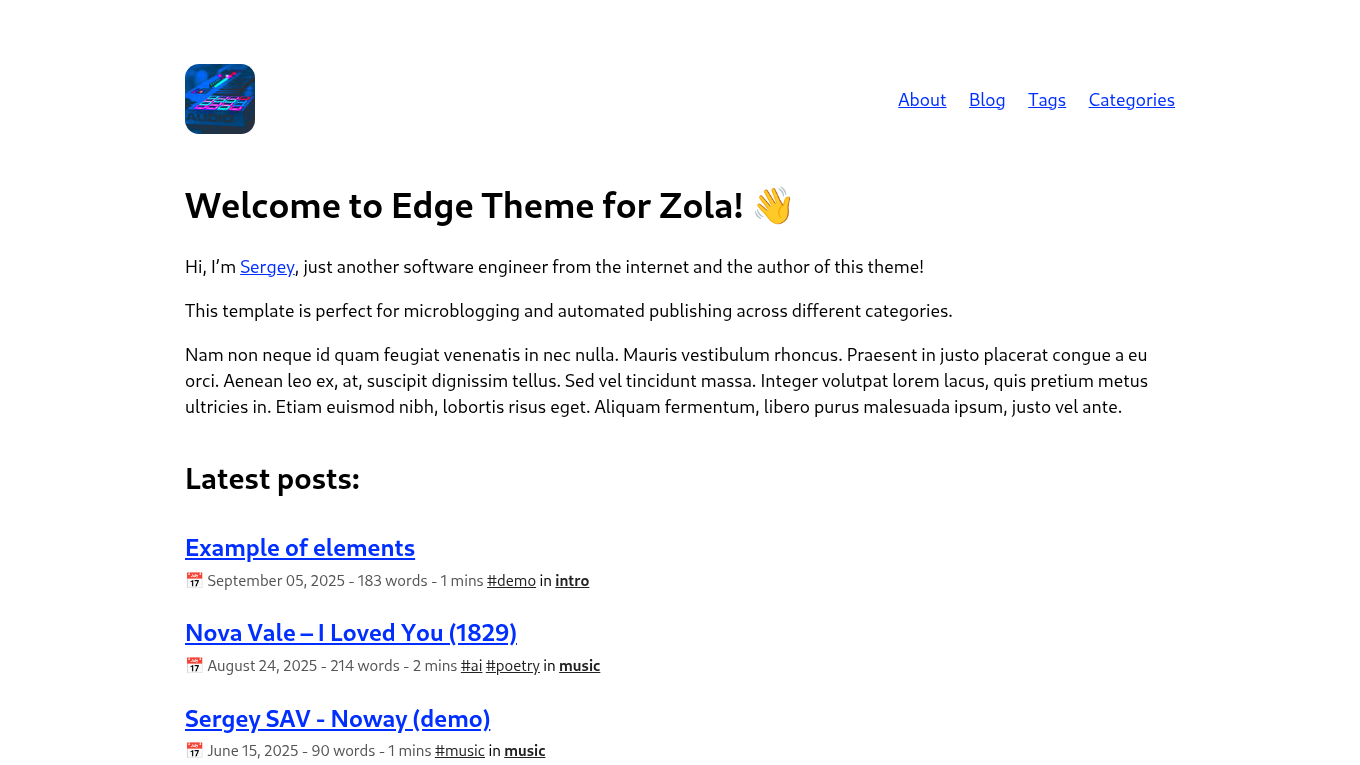 AUDIO
About Blog Tags Categories
Welcome to Edge Theme for Zola! 👋
Hi, I’m Sergey, just another software engineer from the internet and the author of this theme!
This template is perfect for microblogging and automated publishing across different categories.
Nam non neque id quam feugiat venenatis in nec nulla. Mauris vestibulum rhoncus. Praesent in justo placerat congue a eu
orci. Aenean leo ex, at, suscipit dignissim tellus. Sed vel tincidunt massa. Integer volutpat lorem lacus, quis pretium metus
ultricies in. Etiam euismod nibh, lobortis risus eget. Aliquam fermentum, libero purus malesuada ipsum, justo vel ante.
Latest posts:
Example of elements
📅 September 05, 2025 - 183 words - 1 mins #demo in intro
Nova Vale – I Loved You (1829)
📅 August 24, 2025 - 214 words - 2 mins #ai #poetry in music
Sergey SAV - Noway (demo)
📅 June 15, 2025 - 90 words - 1 mins #music in music